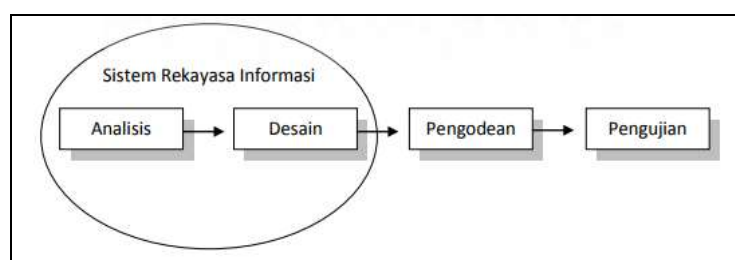 Sistem Rekayasa Informasi
Analisis
Desain
Pengodean
Pengujian